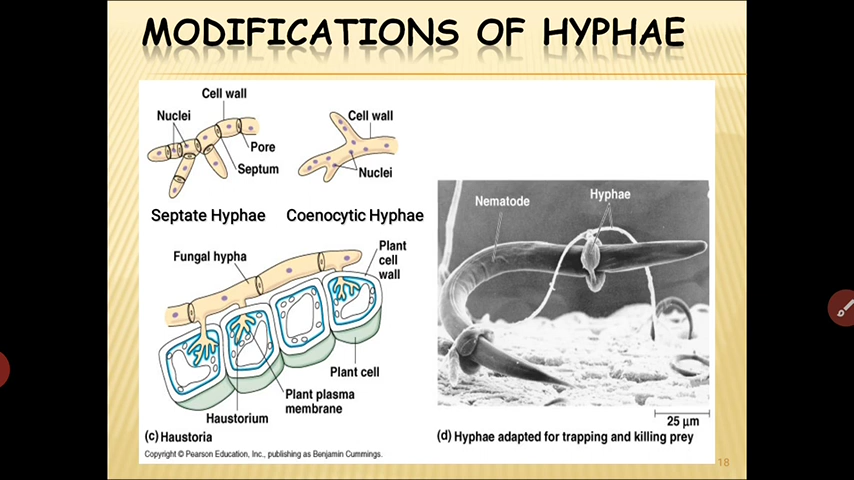 MODIFICATIONS OF HYPHAE
Cell wall
Nuclei
Pore
Septum
Septate Hyphae
Cell wall
Nuclei
Coenocytic Hyphae
Fungal hypha
Plant
cell
wall
Plant cell
Plant plasma
membrane
Haustorium
(c) Haustoria
Nematode
Hyphae
25 µm
(d) Hyphae adapted for trapping and killing prey
Copyright © Pearson Education, Inc., publishing as Benjamin Cummings.
18